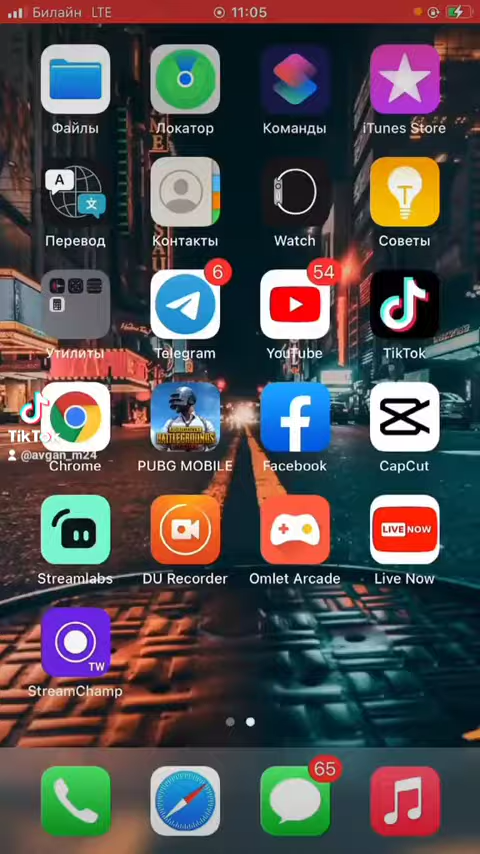 Билайн LTE 11:05
Файлы Локатор Команды iTunes Store
A 文
Перевод Контакты Watch Советы
6 54
Утилиты Telegram YouTube TikTok
BATTLEGROUNDS
TikTok
@avgan_m24
Chrome PUBG MOBILE Facebook CapCut
LIVE NOW
Streamlabs DU Recorder Omlet Arcade Live Now
TW
StreamChamp
65